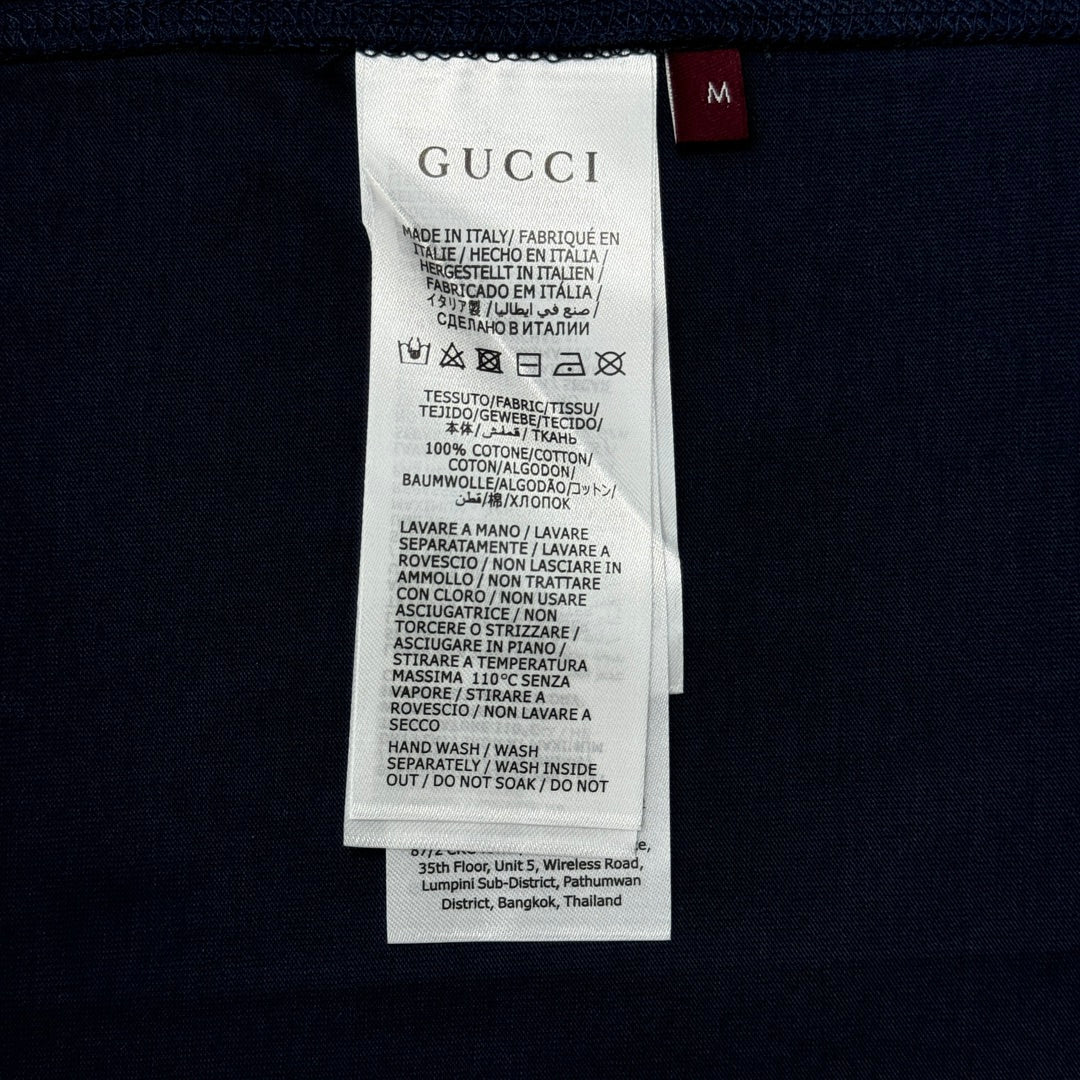 M
GUCCI
MADE IN ITALY/ FABRIQUÉ EN
ITALIE / HECHO EN ITALIA /
HERGESTELLT IN ITALIEN /
FABRICADO EM ITÁLIA /
イタリア製 / صنع في ايطاليا /
СДЕЛАНО В ИТАЛИИ
TESSUTO/FABRIC/TISSU/
TEJIDO/GEWEBE/TECIDO/
本体/قملش/ ТКАНЬ
100% COTONE/COTTON/
COTON/ALGODON/
BAUMWOLLE/ALGODÃO/コットン/
قطن/棉/ХЛОПОК
LAVARE A MANO / LAVARE
SEPARATAMENTE / LAVARE A
ROVESCIO / NON LASCIARE IN
AMMOLLO / NON TRATTARE
CON CLORO / NON USARE
ASCIUGATRICE / NON
TORCERE O STRIZZARE /
ASCIUGARE IN PIANO /
STIRARE A TEMPERATURA
MASSIMA 110°C SENZA
VAPORE / STIRARE A
ROVESCIO / NON LAVARE A
SECCO
HAND WASH / WASH
SEPARATELY / WASH INSIDE
OUT / DO NOT SOAK / DO NOT
35th Floor, Unit 5, Wireless Road,
Lumpini Sub-District, Pathumwan
District, Bangkok, Thailand